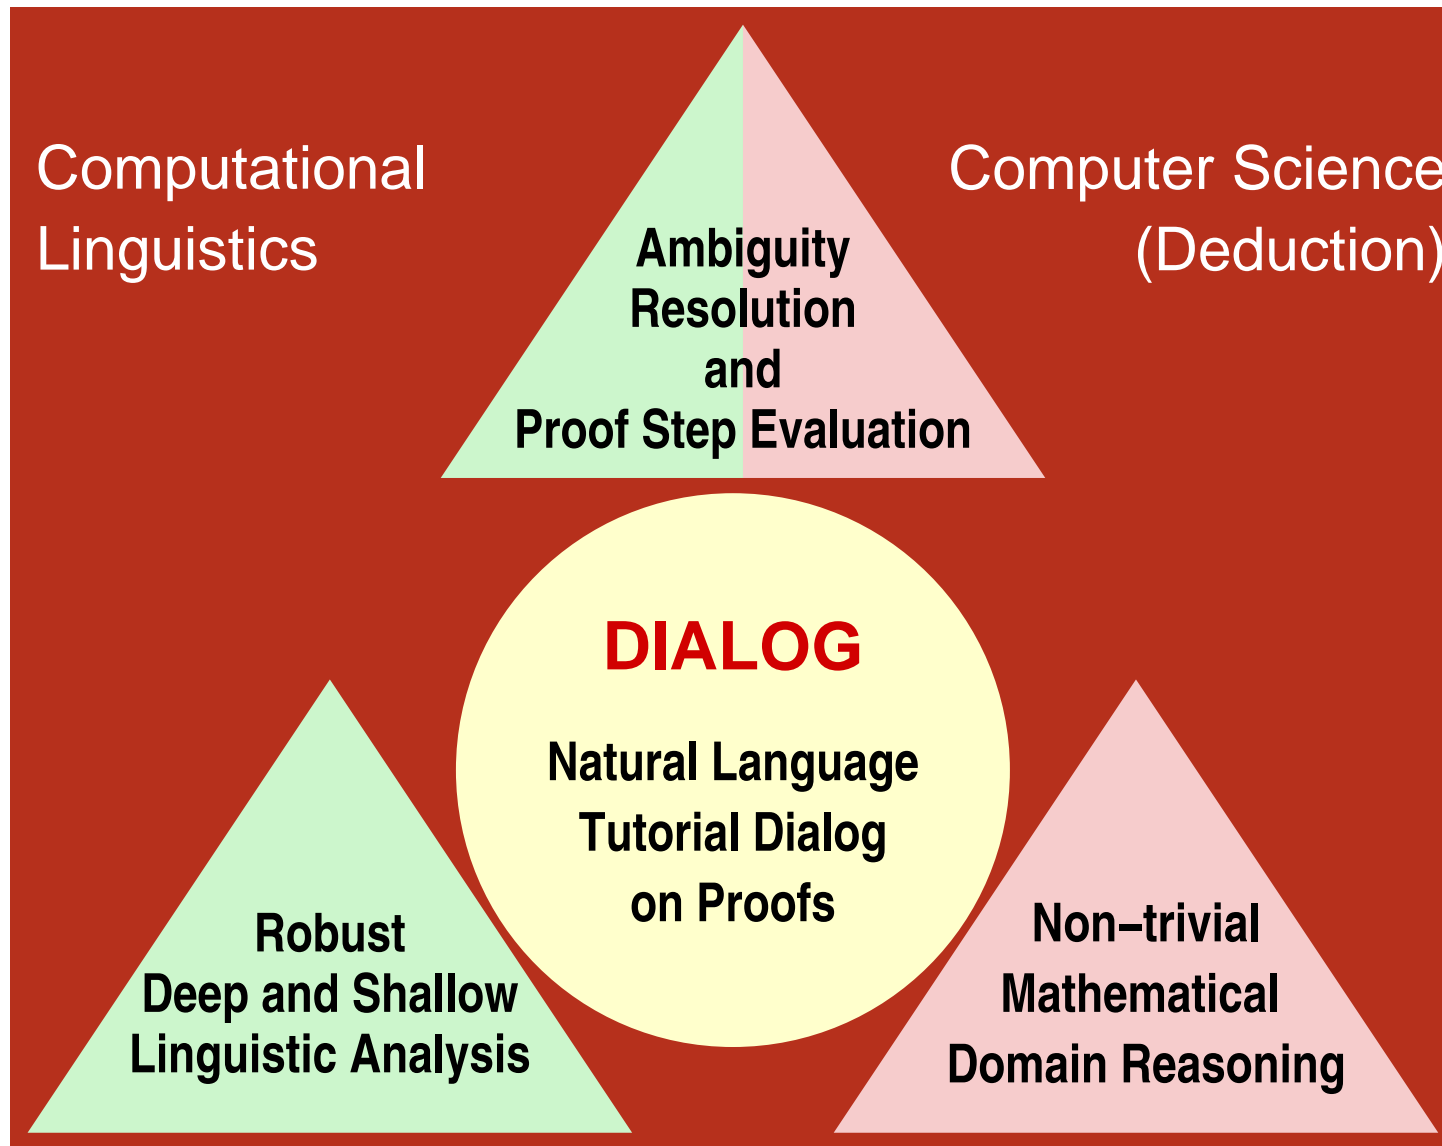 Computational
Linguistics
Computer Science
(Deduction)
Ambiguity
Resolution
and
Proof Step Evaluation
DIALOG
Natural Language
Tutorial Dialog
on Proofs
Robust
Deep and Shallow
Linguistic Analysis
Non–trivial
Mathematical
Domain Reasoning